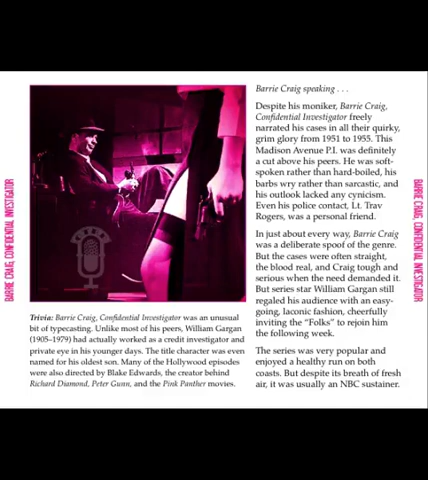 BARRIE CRAIG, CONFIDENTIAL INVESTIGATOR
Trivia: Barrie Craig, Confidential Investigator was an unusual
bit of typecasting. Unlike most of his peers, William Gargan
(1905–1979) had actually worked as a credit investigator and
private eye in his younger days. The title character was even
named for his oldest son. Many of the Hollywood episodes
were also directed by Blake Edwards, the creator behind
Richard Diamond, Peter Gunn, and the Pink Panther movies.
Barrie Craig speaking . . .
Despite his moniker, Barrie Craig,
Confidential Investigator freely
narrated his cases in all their quirky,
grim glory from 1951 to 1955. This
Madison Avenue P.I. was definitely
a cut above his peers. He was soft-
spoken rather than hard-boiled, his
barbs wry rather than sarcastic, and
his outlook lacked any cynicism.
Even his police contact, Lt. Trav
Rogers, was a personal friend.
In just about every way, Barrie Craig
was a deliberate spoof of the genre.
But the cases were often straight,
the blood real, and Craig tough and
serious when the need demanded it.
But series star William Gargan still
regaled his audience with an easy-
going, laconic fashion, cheerfully
inviting the “Folks” to rejoin him
the following week.
The series was very popular and
enjoyed a healthy run on both
coasts. But despite its breath of fresh
air, it was usually an NBC sustainer.
BARRIE CRAIG, CONFIDENTIAL INVESTIGATOR